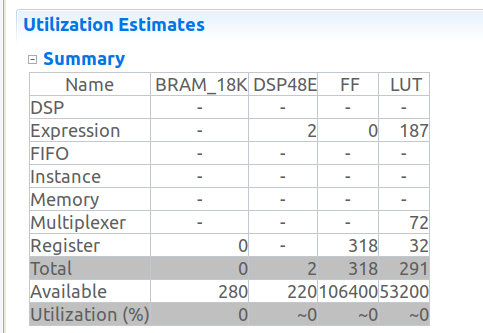 Utilization Estimates
Summary
Name BRAM_18K DSP48E FF LUT
DSP - - - -
Expression - 2 0 187
FIFO - - - -
Instance - - - -
Memory - - - -
Multiplexer - - - 72
Register 0 - 318 32
Total 0 2 318 291
Available 280 220 106400 53200
Utilization (%) 0 ~0 ~0 ~0